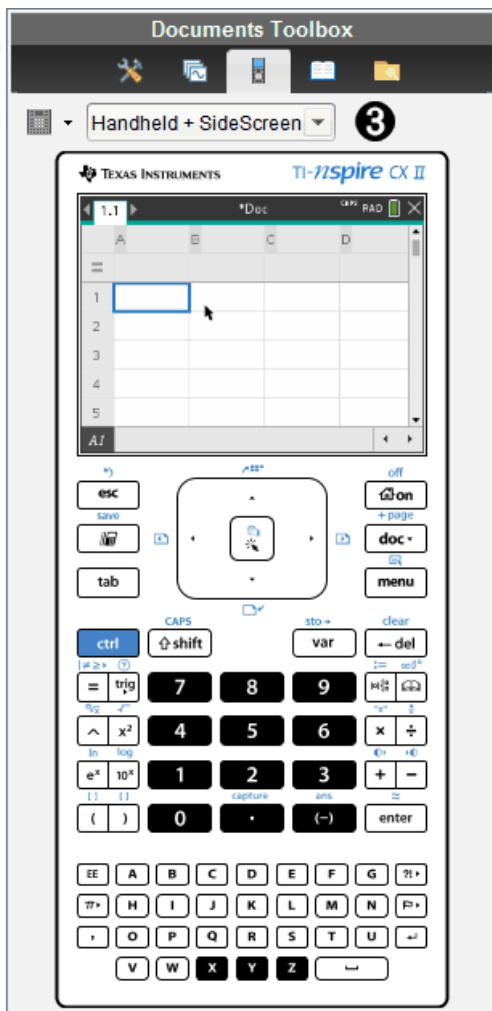 Documents Toolbox
Handheld + SideScreen
3
TEXAS INSTRUMENTS TI-nspire CX II
1.1 *Doc CAPS RAD
A B C D
=
1
2
3
4
5
A1
off
esc on
save + page
doc
tab menu
CAPS sto→ clear
ctrl shift var ←del
|≠≥▸ ? :=
= trig 7 8 9
ⁿ√x √ "∘"
^ x² 4 5 6 × ÷
ln log
eˣ 10ˣ 1 2 3 + −
[ ] { } capture ans ≈
( ) 0 . (−) enter
EE A B C D E F G ?!▸
π▸ H I J K L M N
, O P Q R S T U ↵
V W X Y Z